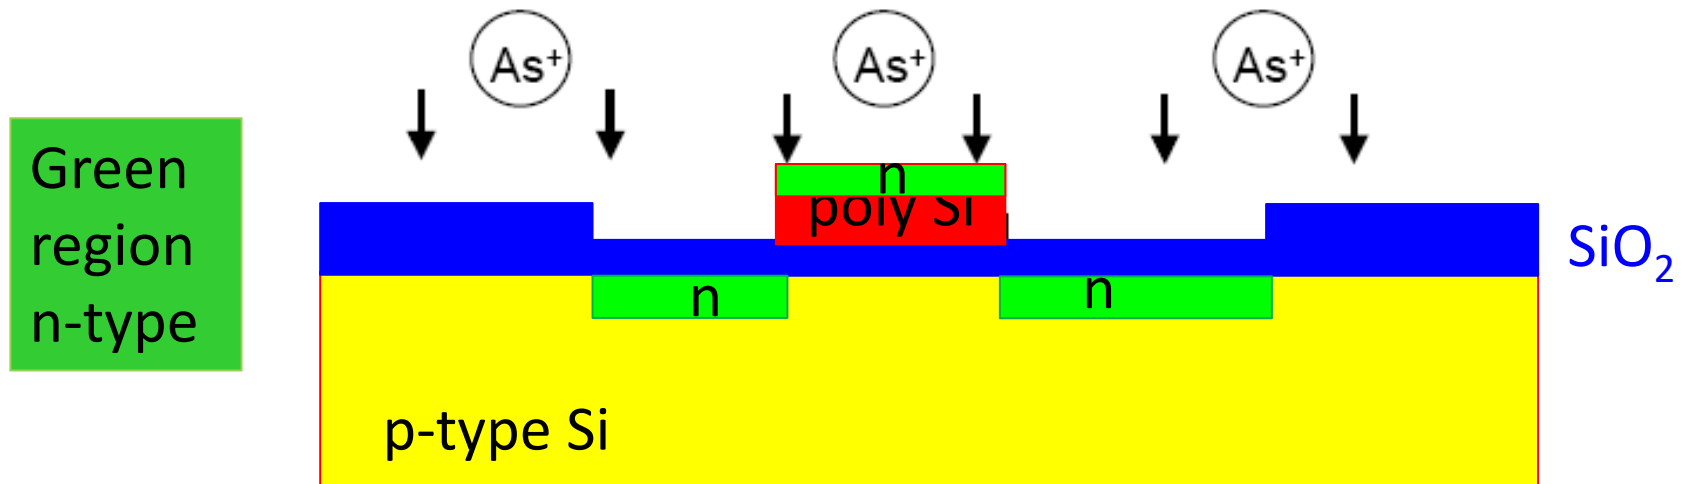 As⁺ As⁺ As⁺
Green
region
n-type
n
poly Si
SiO₂
n n
p-type Si